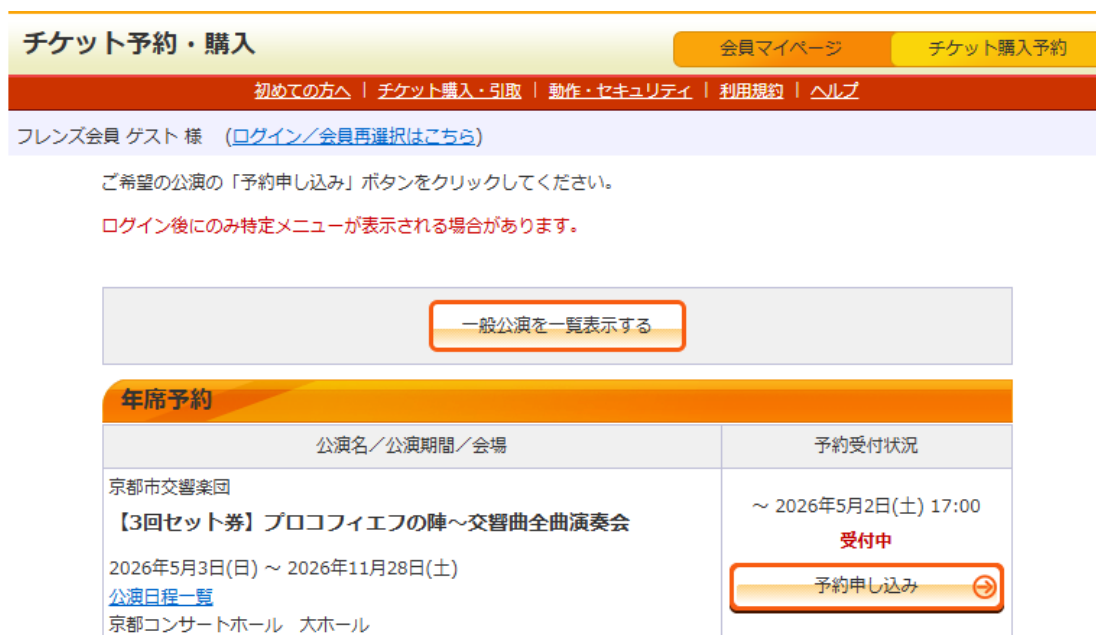 チケット予約・購入
会員マイページ
チケット購入予約
初めての方へ | チケット購入・引取 | 動作・セキュリティ | 利用規約 | ヘルプ
フレンズ会員 ゲスト 様 (ログイン／会員再選択はこちら)
ご希望の公演の「予約申し込み」ボタンをクリックしてください。
ログイン後にのみ特定メニューが表示される場合があります。
一般公演を一覧表示する
年席予約
公演名／公演期間／会場
予約受付状況
京都市交響楽団
【3回セット券】プロコフィエフの陣～交響曲全曲演奏会
2026年5月3日(日) ～ 2026年11月28日(土)
公演日程一覧
京都コンサートホール 大ホール
～ 2026年5月2日(土) 17:00
受付中
予約申し込み